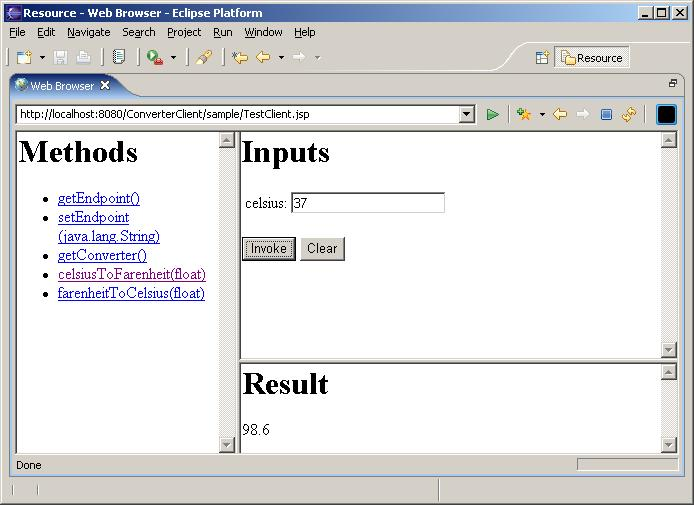 Resource - Web Browser - Eclipse Platform
File Edit Navigate Search Project Run Window Help
Resource
Web Browser
http://localhost:8080/ConverterClient/sample/TestClient.jsp
Methods
getEndpoint()
setEndpoint
(java.lang.String)
getConverter()
celsiusToFarenheit(float)
farenheitToCelsius(float)
Inputs
celsius: 37
Invoke Clear
Result
98.6
Done